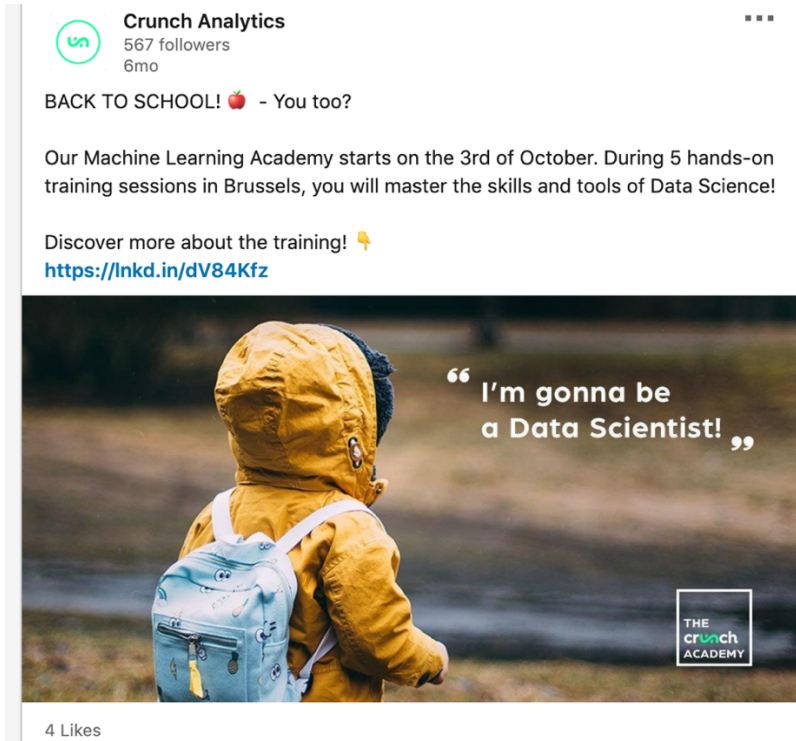 Crunch Analytics
567 followers
6mo
BACK TO SCHOOL! 🍎 - You too?
Our Machine Learning Academy starts on the 3rd of October. During 5 hands-on
training sessions in Brussels, you will master the skills and tools of Data Science!
Discover more about the training! 👇
https://lnkd.in/dV84Kfz
“ I’m gonna be
a Data Scientist! ”
THE
crunch
ACADEMY
4 Likes